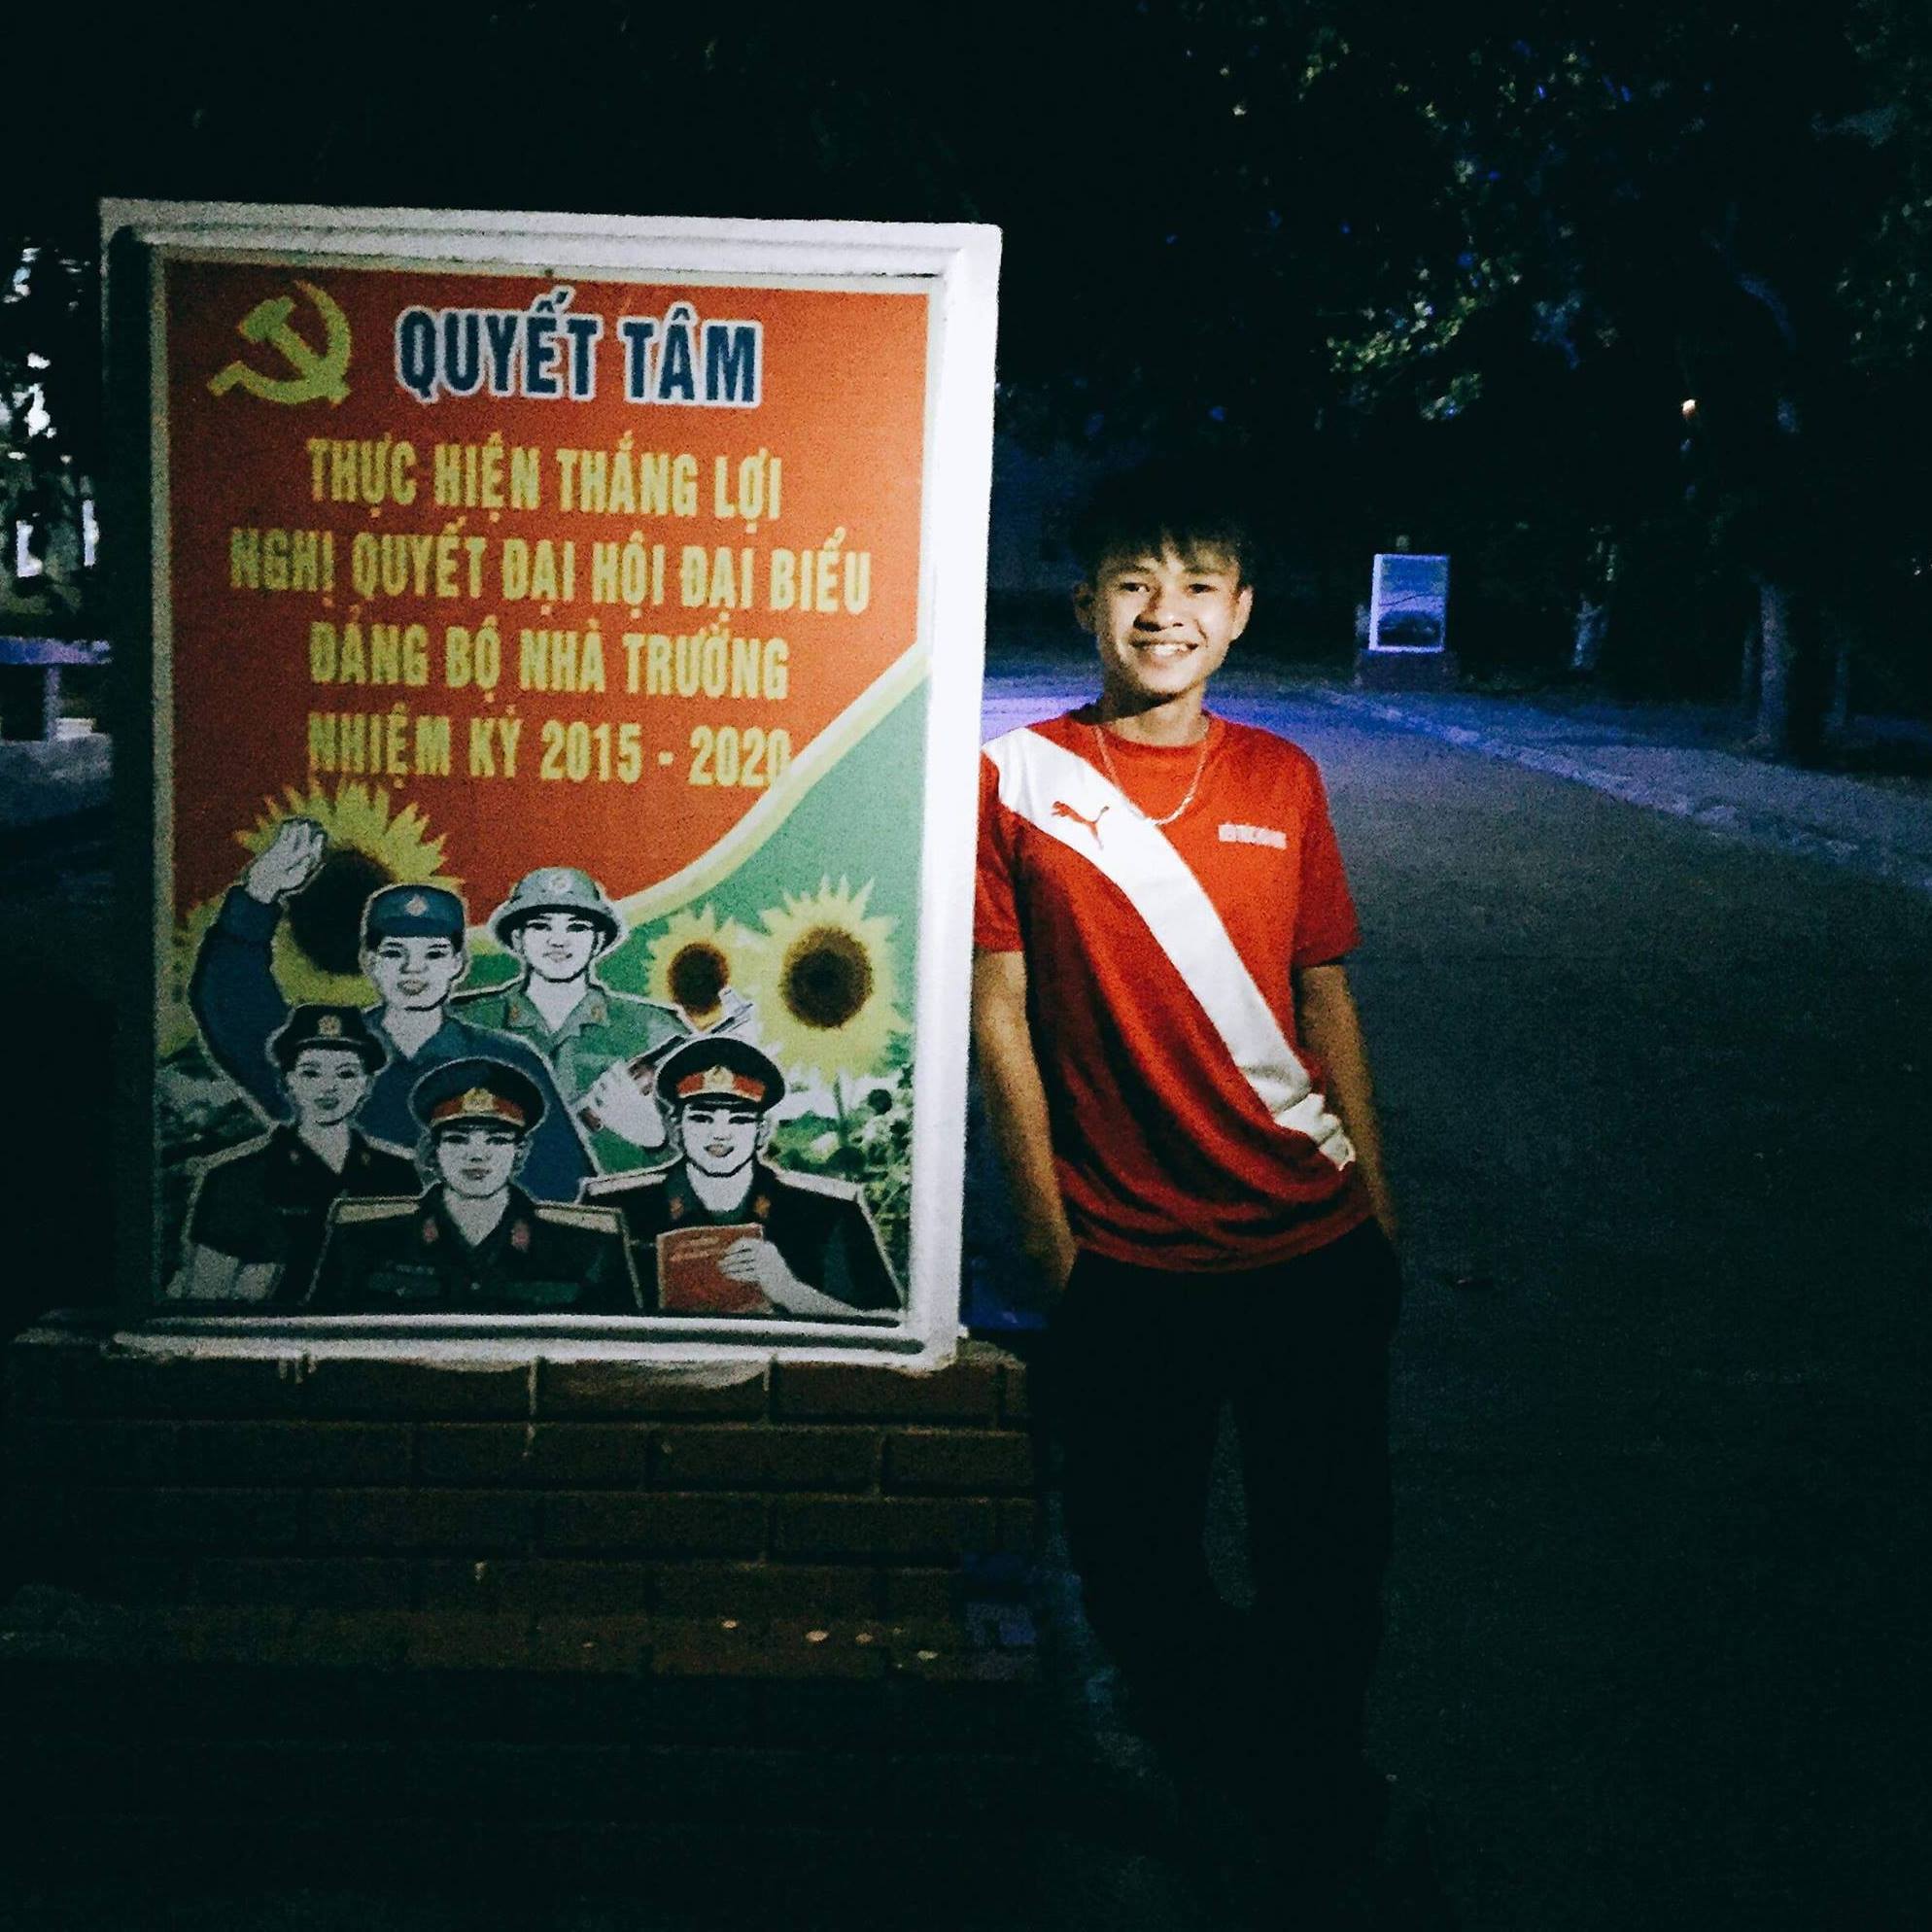 QUYẾT TÂM
THỰC HIỆN THẮNG LỢI
NGHỊ QUYẾT ĐẠI HỘI ĐẠI BIỂU
ĐẢNG BỘ NHÀ TRƯỜNG
NHIỆM KỲ 2015 - 2020